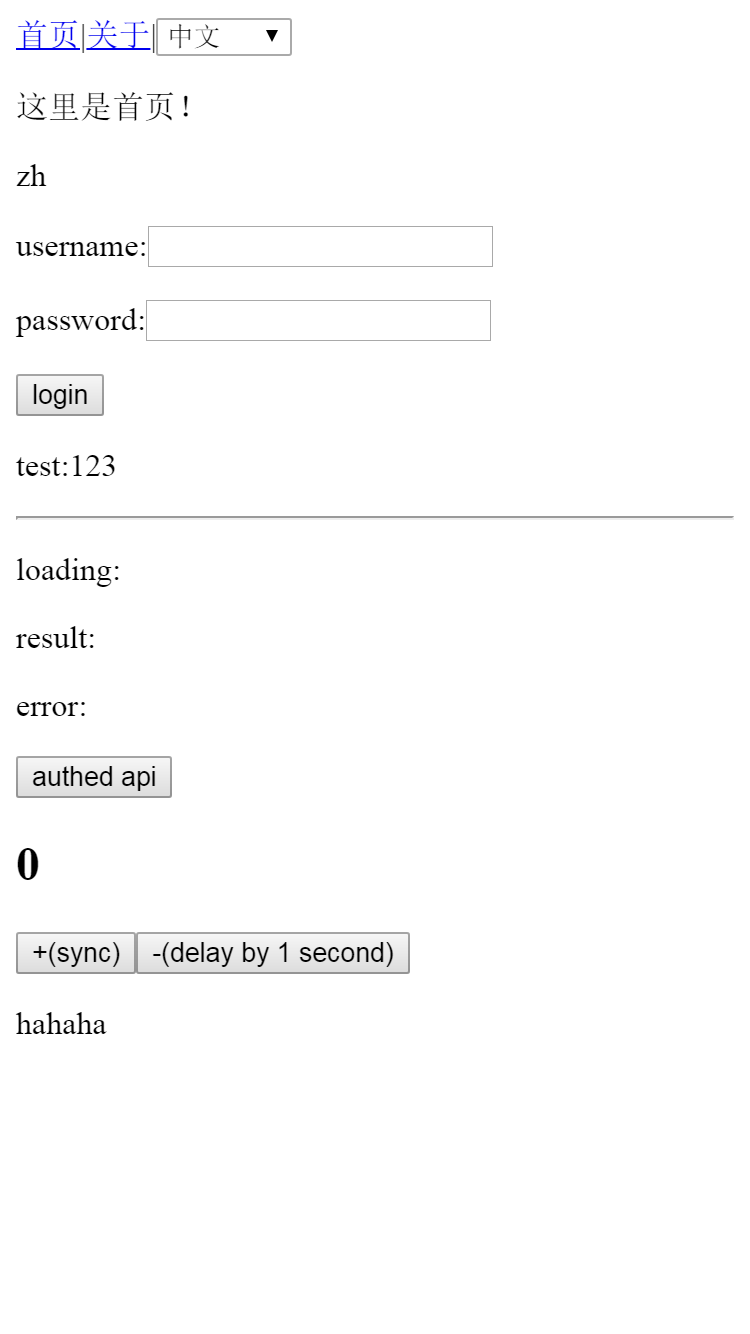 首页|关于|中文 ▼
这里是首页！
zh
username:
password:
login
test:123
loading:
result:
error:
authed api
0
+(sync) -(delay by 1 second)
hahaha